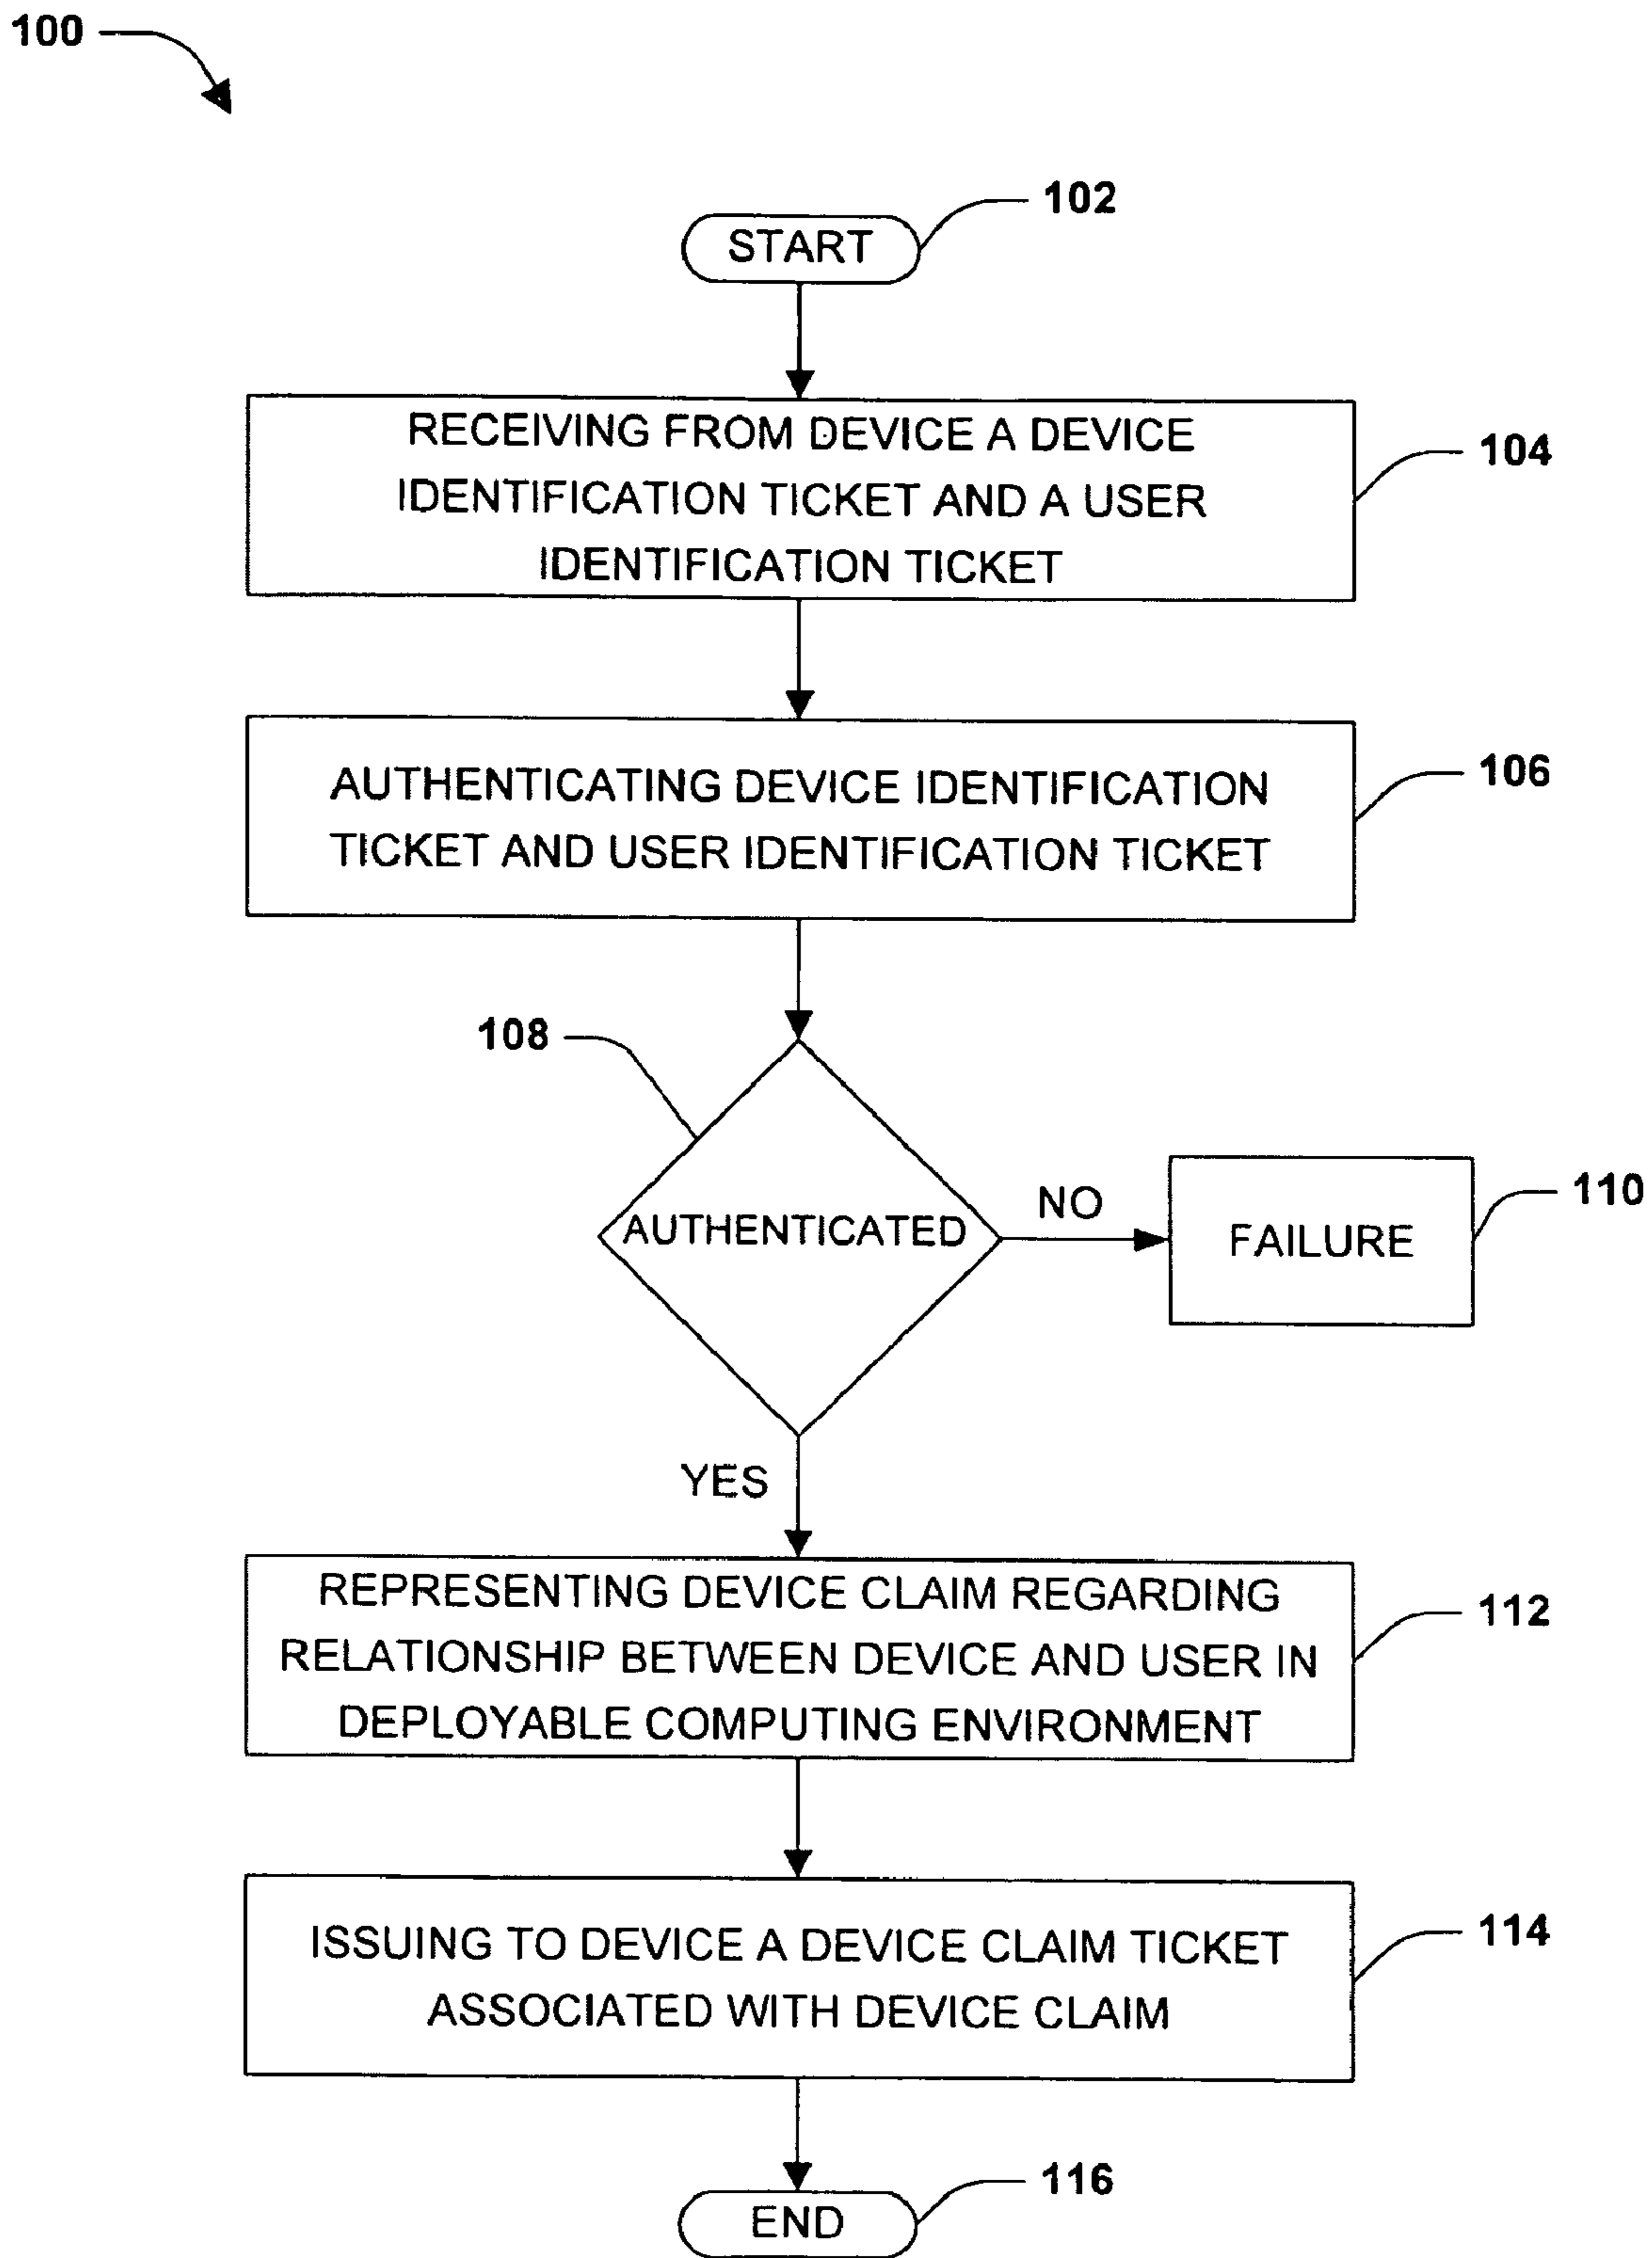 100
102
START
RECEIVING FROM DEVICE A DEVICE
IDENTIFICATION TICKET AND A USER
IDENTIFICATION TICKET
104
AUTHENTICATING DEVICE IDENTIFICATION
TICKET AND USER IDENTIFICATION TICKET
106
108
AUTHENTICATED
NO
FAILURE
110
YES
REPRESENTING DEVICE CLAIM REGARDING
RELATIONSHIP BETWEEN DEVICE AND USER IN
DEPLOYABLE COMPUTING ENVIRONMENT
112
ISSUING TO DEVICE A DEVICE CLAIM TICKET
ASSOCIATED WITH DEVICE CLAIM
114
116
END